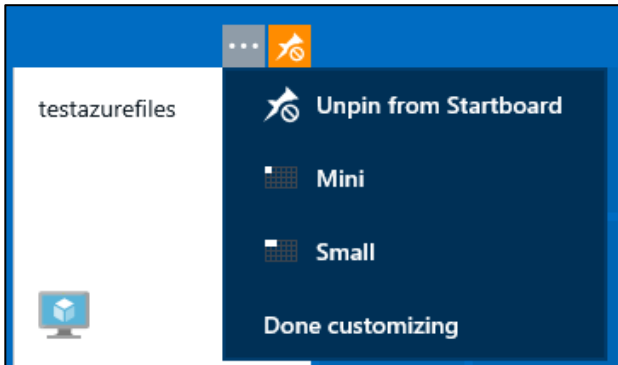 testazurefiles
Unpin from Startboard
Mini
Small
Done customizing